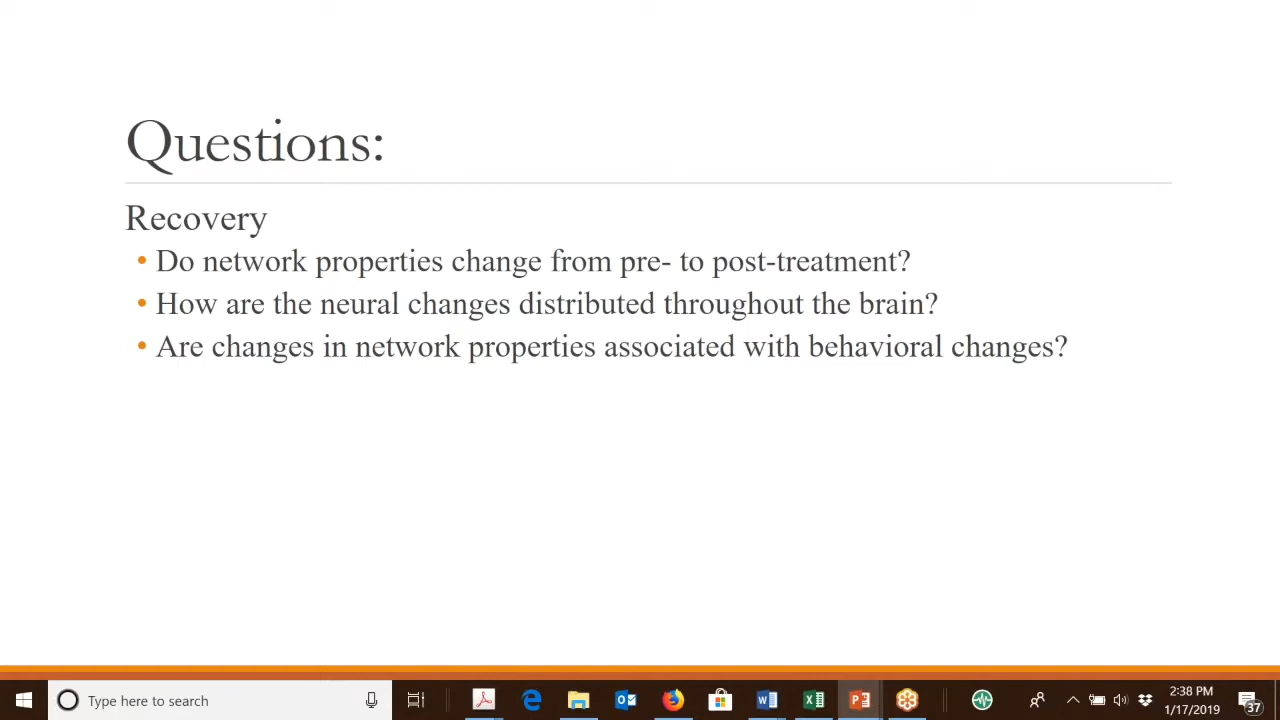 Questions:
Recovery
• Do network properties change from pre- to post-treatment?
• How are the neural changes distributed throughout the brain?
• Are changes in network properties associated with behavioral changes?
Type here to search
2:38 PM
1/17/2019
37